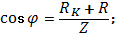 cos φ = (R_K + R) / Z;